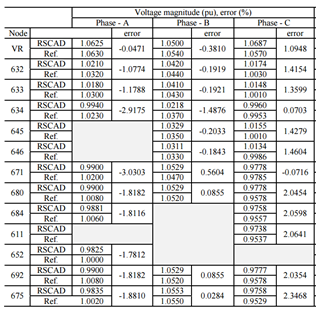 Voltage magnitude (pu), error (%)
Phase - A Phase - B Phase - C
Node error error error
VR RSCAD 1.0625 -0.0471 1.0500 -0.3810 1.0687 1.0948
Ref. 1.0630 1.0540 1.0570
632 RSCAD 1.0210 -1.0774 1.0420 -0.1919 1.0174 1.4154
Ref. 1.0320 1.0440 1.0030
633 RSCAD 1.0180 -1.1788 1.0410 -0.1921 1.0148 1.3599
Ref. 1.0300 1.0430 1.0010
634 RSCAD 0.9940 -2.9175 1.0218 -1.4876 0.9960 0.0703
Ref. 1.0230 1.0370 0.9953
645 RSCAD 1.0329 -0.2033 1.0155 1.4279
Ref. 1.0350 1.0010
646 RSCAD 1.0311 -0.1843 1.0134 1.4604
Ref. 1.0330 0.9986
671 RSCAD 0.9900 -3.0303 1.0529 0.5604 0.9778 -0.0716
Ref. 1.0200 1.0470 0.9785
680 RSCAD 0.9900 -1.8182 1.0529 0.0855 0.9778 2.0454
Ref. 1.0080 1.0520 0.9578
684 RSCAD 0.9881 -1.8116 0.9758 2.0598
Ref. 1.0060 0.9557
611 RSCAD 0.9738 2.0641
Ref. 0.9537
652 RSCAD 0.9825 -1.7812
Ref. 1.0000
692 RSCAD 0.9900 -1.8182 1.0529 0.0855 0.9777 2.0354
Ref. 1.0080 1.0520 0.9578
675 RSCAD 0.9835 -1.8810 1.0553 0.0284 0.9758 2.3468
Ref. 1.0020 1.0550 0.9529